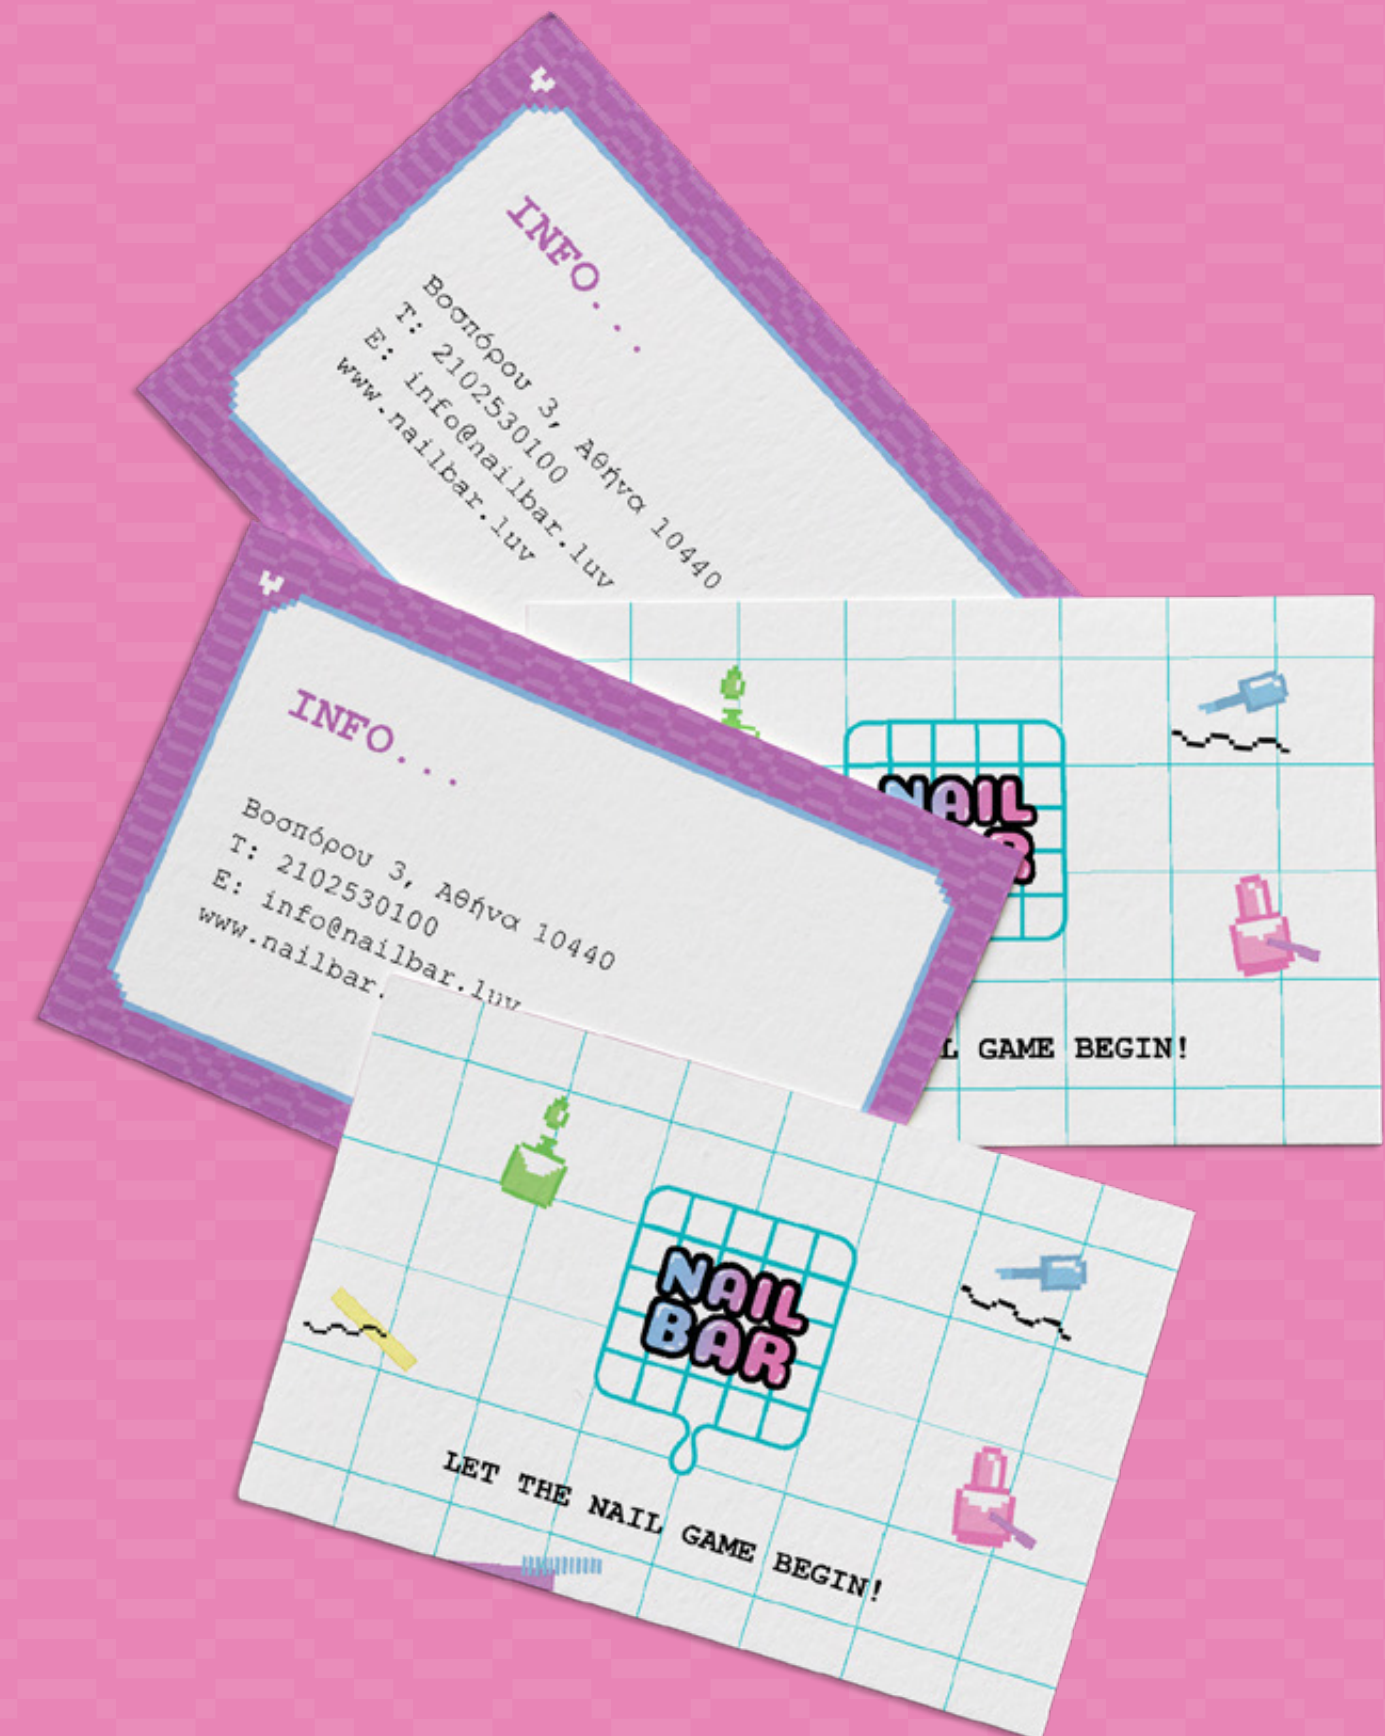 INFO...
Βοσπόρου 3, Αθήνα 10440
T: 2102530100
E: info@nailbar.luv
www.nailbar.luv
INFO...
Βοσπόρου 3, Αθήνα 10440
T: 2102530100
E: info@nailbar.luv
www.nailbar.
NAIL
GAME BEGIN!
NAIL
BAR
LET THE NAIL GAME BEGIN!